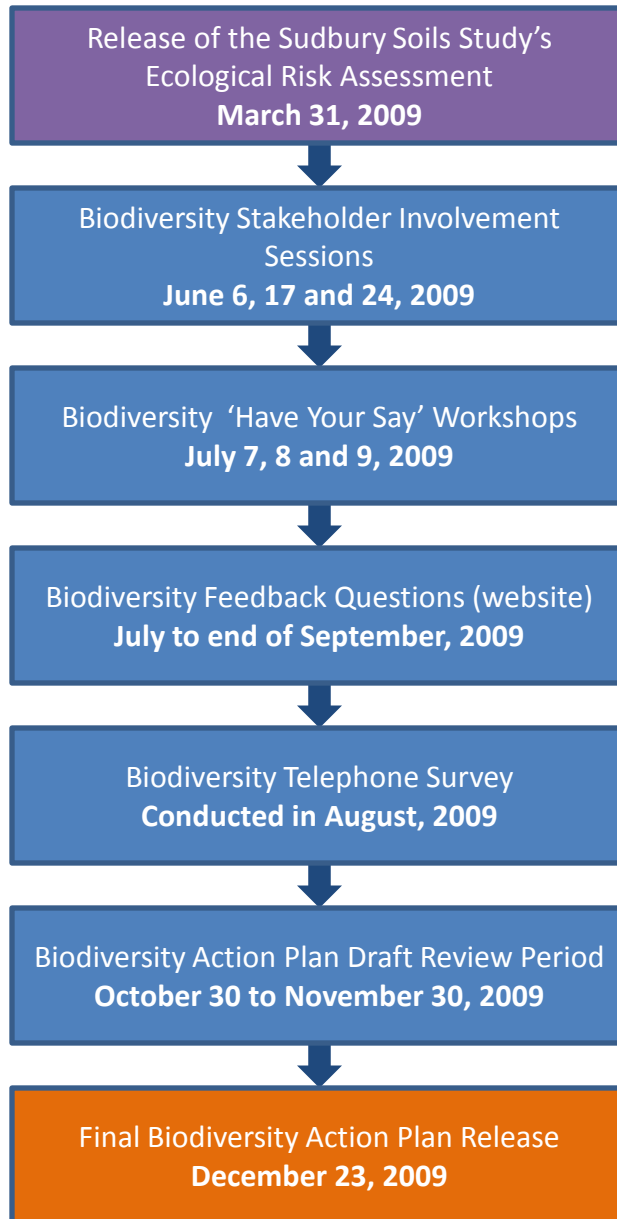 Release of the Sudbury Soils Study's
Ecological Risk Assessment
March 31, 2009
Biodiversity Stakeholder Involvement
Sessions
June 6, 17 and 24, 2009
Biodiversity 'Have Your Say' Workshops
July 7, 8 and 9, 2009
Biodiversity Feedback Questions (website)
July to end of September, 2009
Biodiversity Telephone Survey
Conducted in August, 2009
Biodiversity Action Plan Draft Review Period
October 30 to November 30, 2009
Final Biodiversity Action Plan Release
December 23, 2009